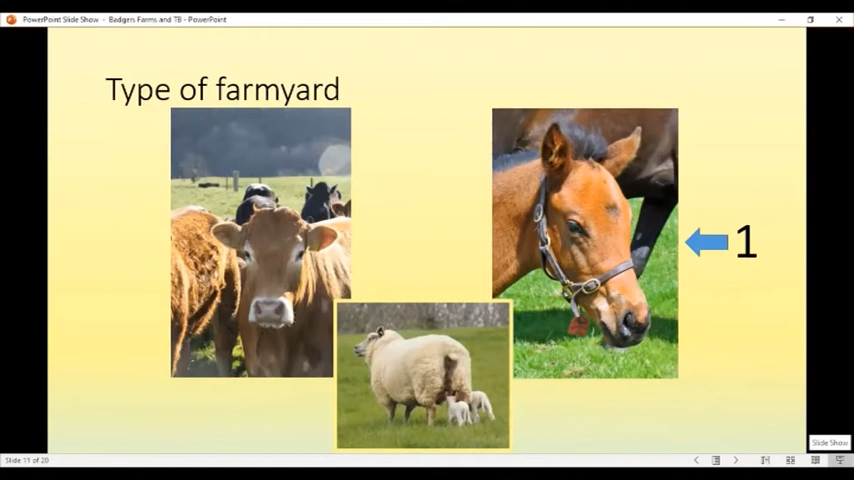 PowerPoint Slide Show - Badgers Farms and TB - PowerPoint
Type of farmyard
1
Slide Show
Slide 11 of 20